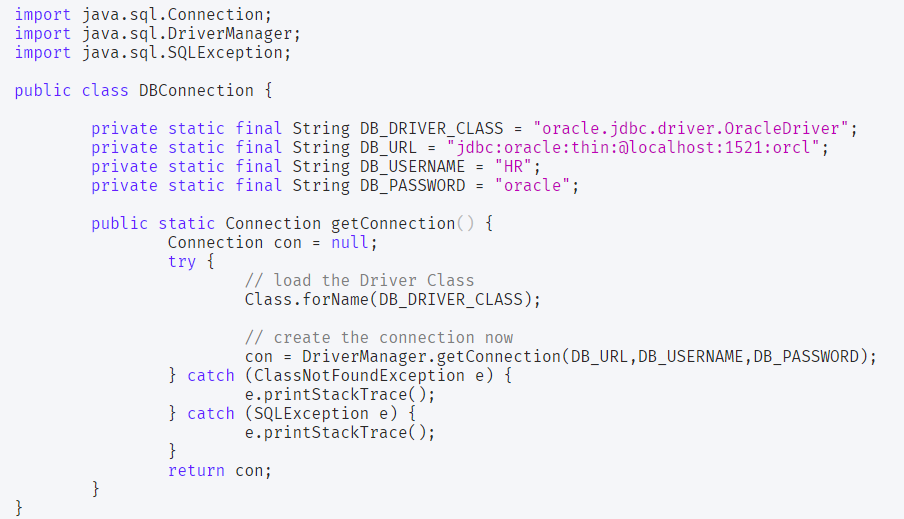 import java.sql.Connection;
import java.sql.DriverManager;
import java.sql.SQLException;

public class DBConnection {

        private static final String DB_DRIVER_CLASS = "oracle.jdbc.driver.OracleDriver";
        private static final String DB_URL = "jdbc:oracle:thin:@localhost:1521:orcl";
        private static final String DB_USERNAME = "HR";
        private static final String DB_PASSWORD = "oracle";

        public static Connection getConnection() {
                Connection con = null;
                try {
                        // load the Driver Class
                        Class.forName(DB_DRIVER_CLASS);

                        // create the connection now
                        con = DriverManager.getConnection(DB_URL,DB_USERNAME,DB_PASSWORD);
                } catch (ClassNotFoundException e) {
                        e.printStackTrace();
                } catch (SQLException e) {
                        e.printStackTrace();
                }
                return con;
        }
}